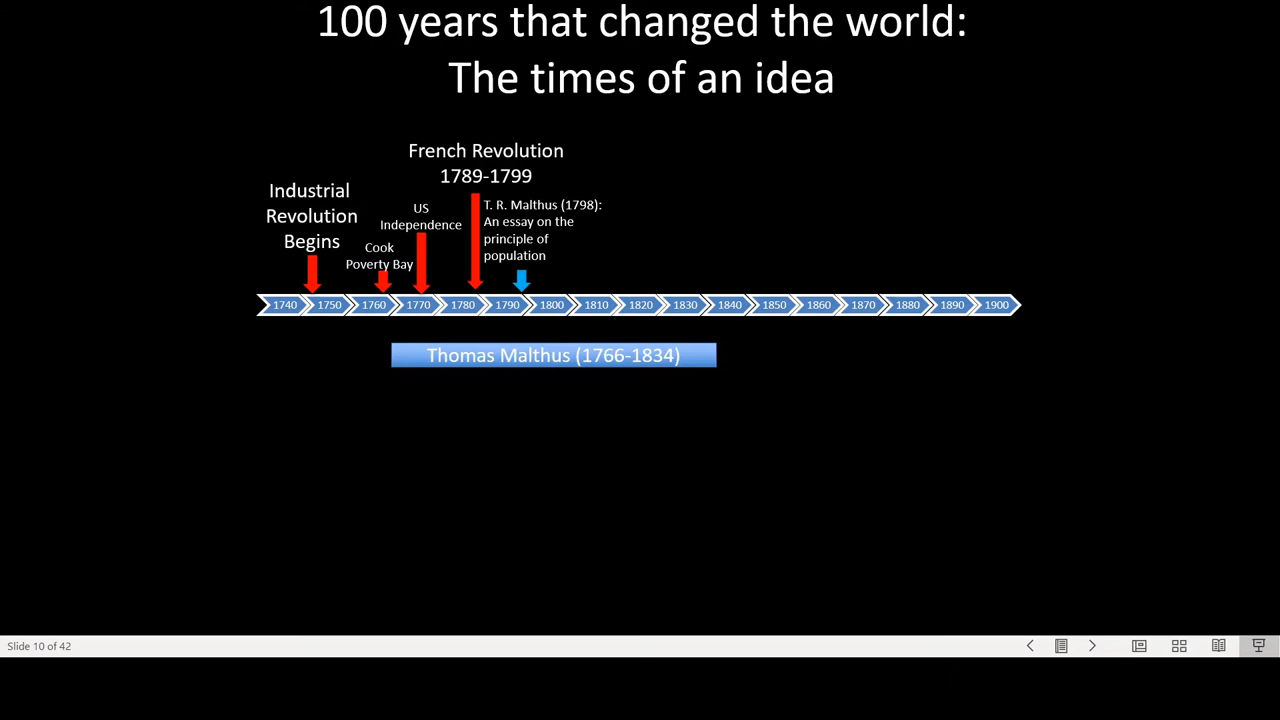 100 years that changed the world:
The times of an idea
French Revolution
1789-1799
Industrial
Revolution
Begins
US
Independence
Cook
Poverty Bay
T. R. Malthus (1798):
An essay on the
principle of
population
1740 1750 1760 1770 1780 1790 1800 1810 1820 1830 1840 1850 1860 1870 1880 1890 1900
Thomas Malthus (1766-1834)
Slide 10 of 42